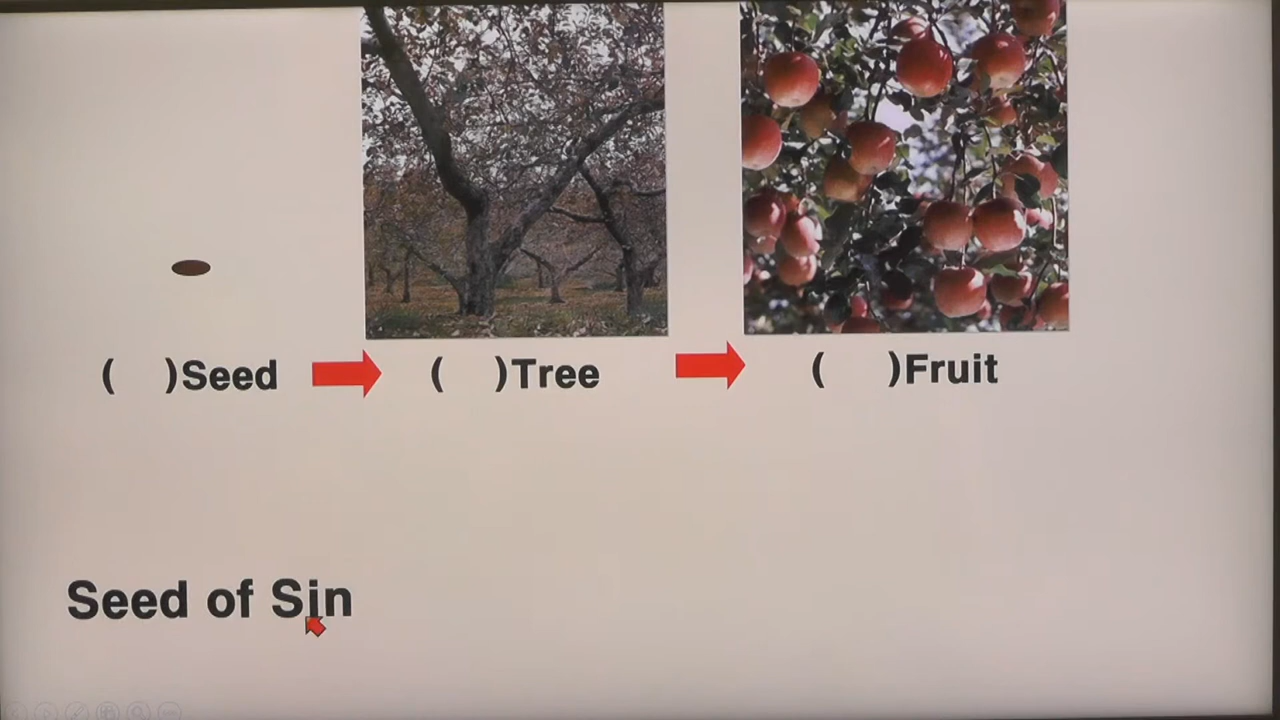 (   )Seed (   )Tree (   )Fruit
Seed of Sin